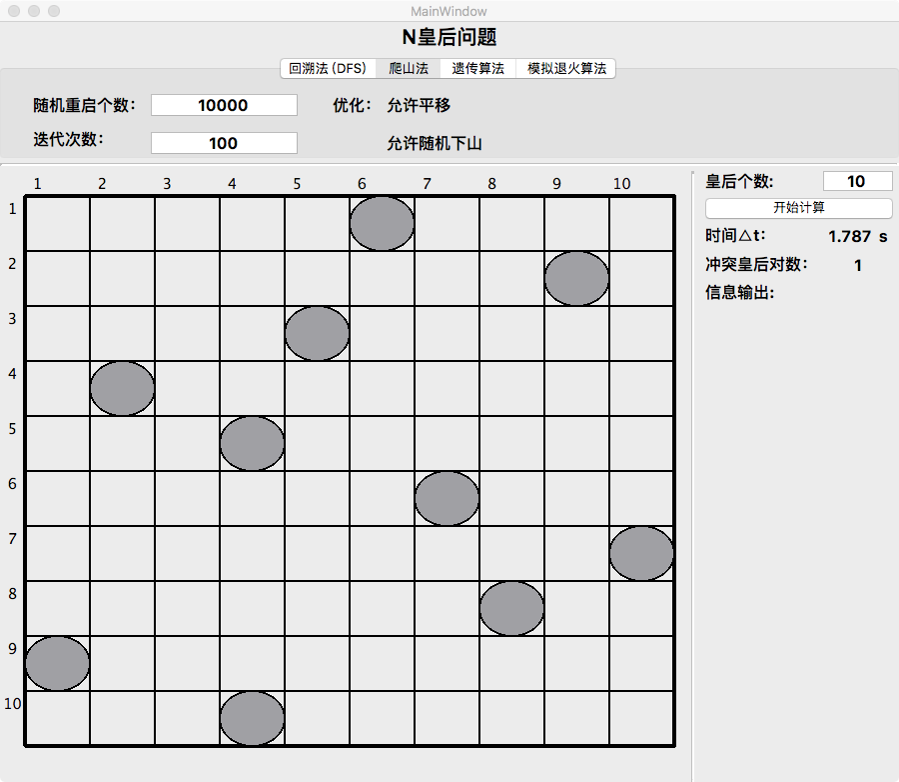 MainWindow
N皇后问题
回溯法 (DFS) 爬山法 遗传算法 模拟退火算法
随机重启个数： 10000 优化： 允许平移
迭代次数： 100 允许随机下山
1 2 3 4 5 6 7 8 9 10
皇后个数: 10
开始计算
时间△t: 1.787 s
冲突皇后对数： 1
信息输出:
1
2
3
4
5
6
7
8
9
10